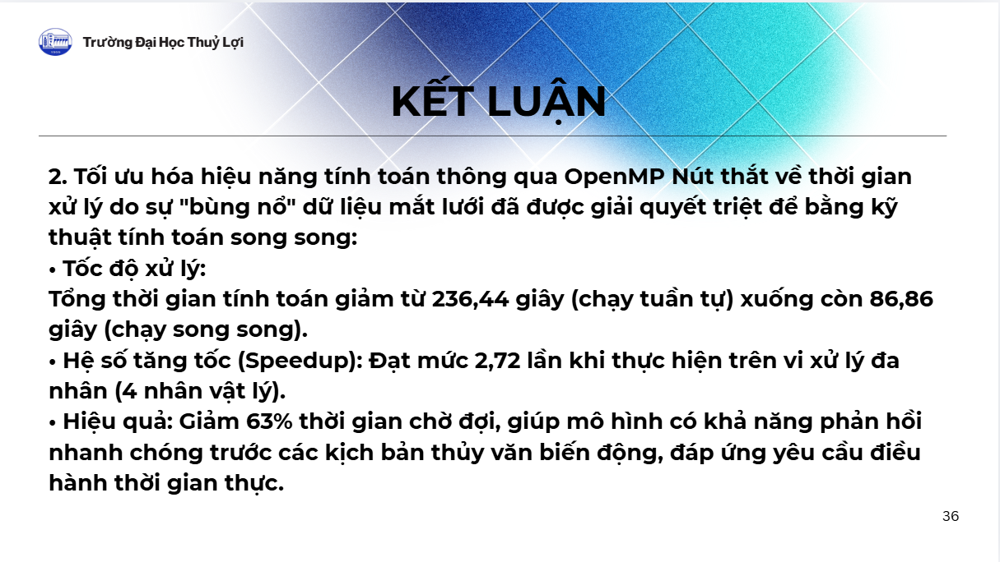 Trường Đại Học Thuỷ Lợi
KẾT LUẬN
2. Tối ưu hóa hiệu năng tính toán thông qua OpenMP Nút thắt về thời gian
xử lý do sự "bùng nổ" dữ liệu mắt lưới đã được giải quyết triệt để bằng kỹ
thuật tính toán song song:
• Tốc độ xử lý:
Tổng thời gian tính toán giảm từ 236,44 giây (chạy tuần tự) xuống còn 86,86
giây (chạy song song).
• Hệ số tăng tốc (Speedup): Đạt mức 2,72 lần khi thực hiện trên vi xử lý đa
nhân (4 nhân vật lý).
• Hiệu quả: Giảm 63% thời gian chờ đợi, giúp mô hình có khả năng phản hồi
nhanh chóng trước các kịch bản thủy văn biến động, đáp ứng yêu cầu điều
hành thời gian thực.
36